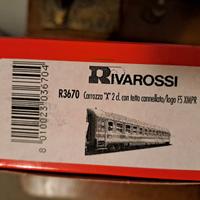 RIVAROSSI
R3670 Carrozza "X" 2 cl. con tetto cannellato/logo FS XMPR
8 010023 036704